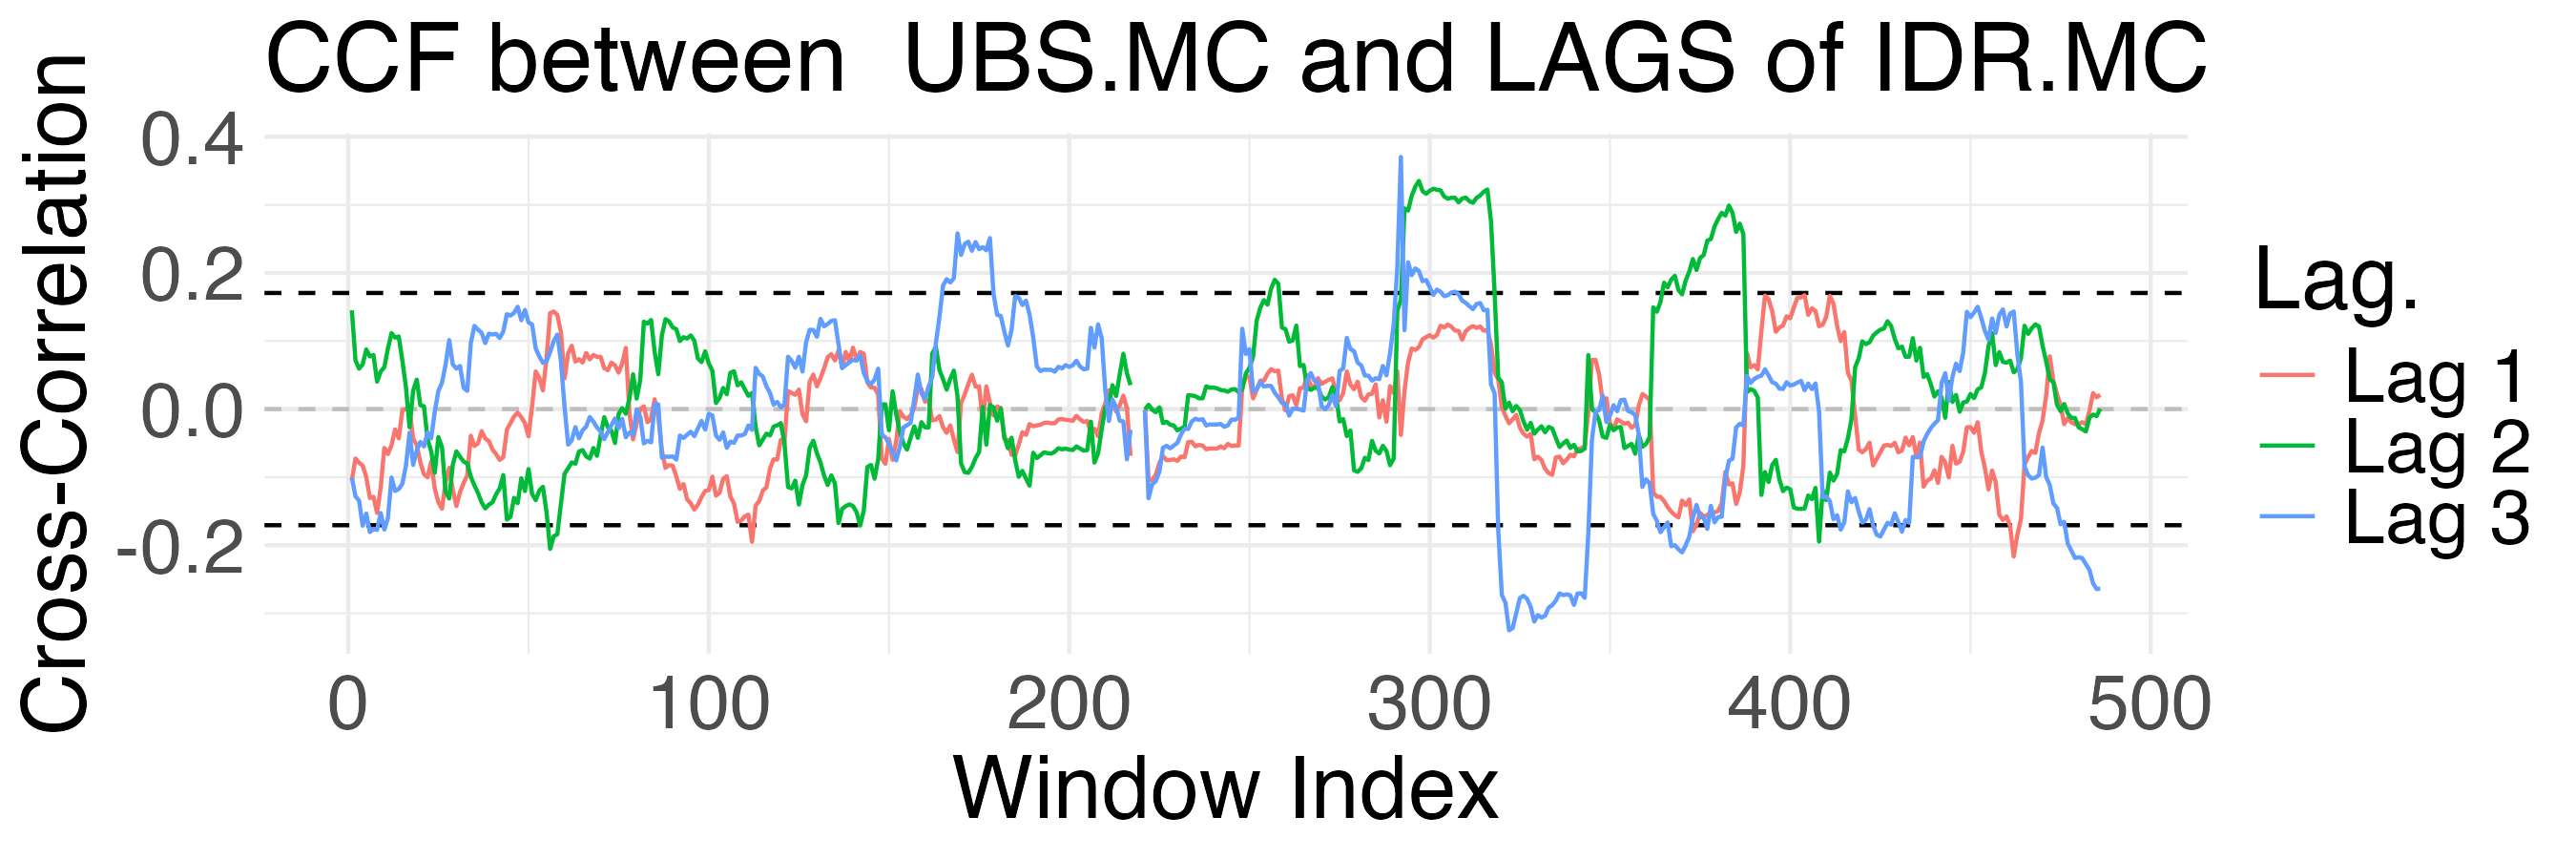 CCF between  UBS.MC and LAGS of IDR.MC
Cross-Correlation
0.4
0.2
0.0
-0.2
0
100
200
300
400
500
Window Index
Lag.
Lag 1
Lag 2
Lag 3